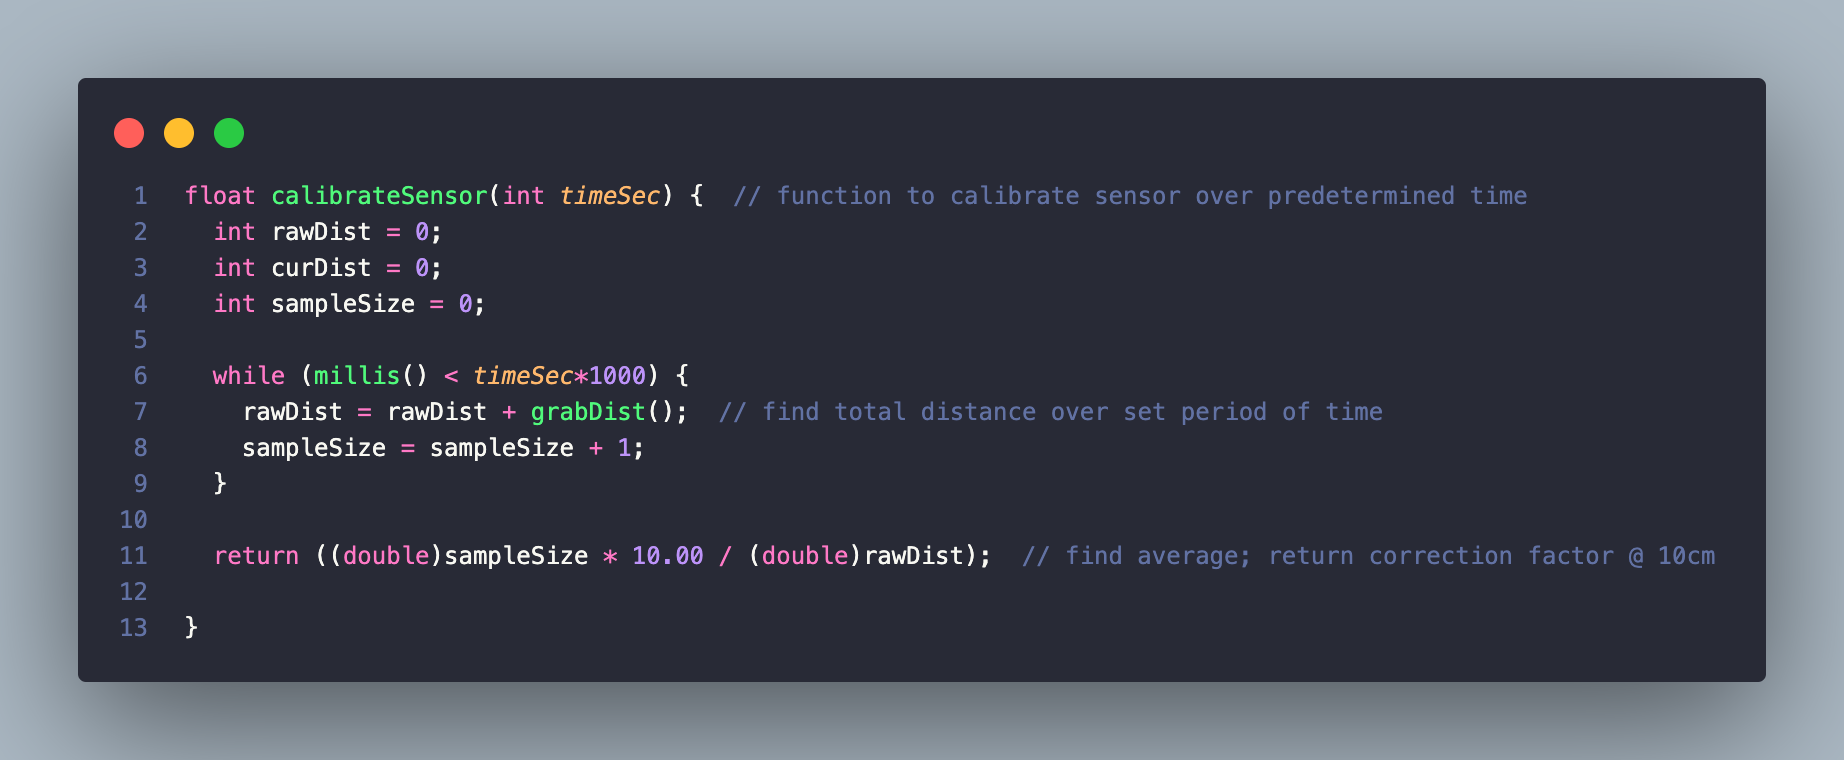 1 float calibrateSensor(int timeSec) {  // function to calibrate sensor over predetermined time
2   int rawDist = 0;
3   int curDist = 0;
4   int sampleSize = 0;
5
6   while (millis() < timeSec*1000) {
7     rawDist = rawDist + grabDist();  // find total distance over set period of time
8     sampleSize = sampleSize + 1;
9   }
10
11   return ((double)sampleSize * 10.00 / (double)rawDist);  // find average; return correction factor @ 10cm
12
13 }